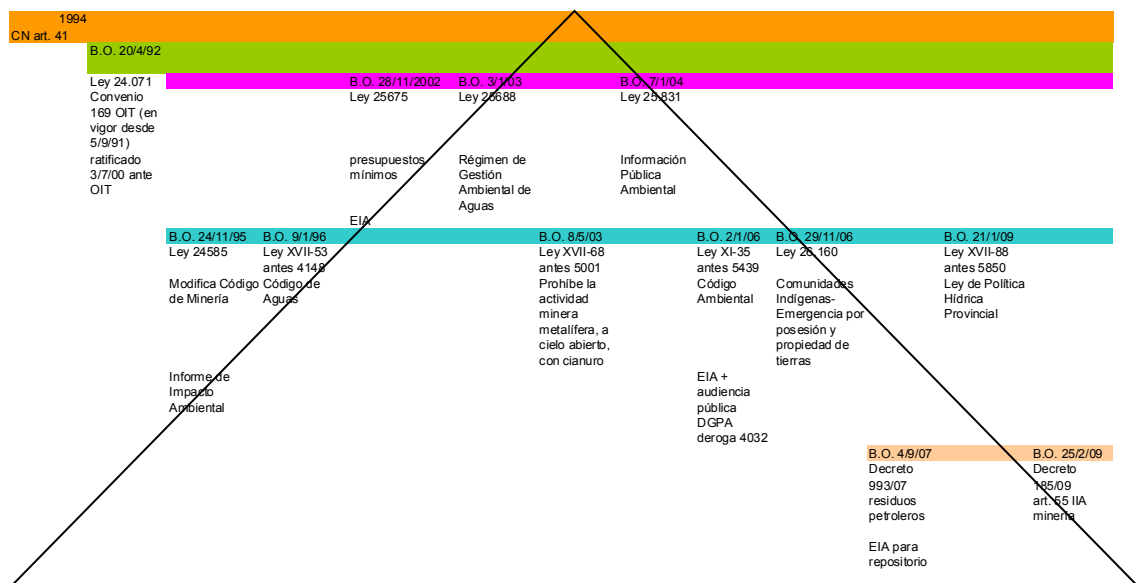 1994
CN art. 41
B.O. 20/4/92
Ley 24.071
Convenio
169 OIT (en
vigor desde
5/9/91)
ratificado
3/7/00 ante
OIT
B.O. 28/11/2002
Ley 25675
presupuestos
mínimos
EIA
B.O. 3/1/03
Ley 25688
Régimen de
Gestión
Ambiental de
Aguas
B.O. 7/1/04
Ley 25.831
Información
Pública
Ambiental
B.O. 24/11/95
Ley 24585
Modifica Código
de Minería
Informe de
Impacto
Ambiental
B.O. 9/1/96
Ley XVII-53
antes 4148
Código de
Aguas
B.O. 8/5/03
Ley XVII-68
antes 5001
Prohíbe la
actividad
minera
metalífera, a
cielo abierto,
con cianuro
B.O. 2/1/06
Ley XI-35
antes 5439
Código
Ambiental
EIA +
audiencia
pública
DGPA
deroga 4032
B.O. 29/11/06
Ley 26.160
Comunidades
Indígenas-
Emergencia por
posesión y
propiedad de
tierras
B.O. 21/1/09
Ley XVII-88
antes 5850
Ley de Política
Hídrica
Provincial
B.O. 4/9/07
Decreto
993/07
residuos
petroleros
EIA para
repositorio
B.O. 25/2/09
Decreto
185/09
art. 55 IIA
minería